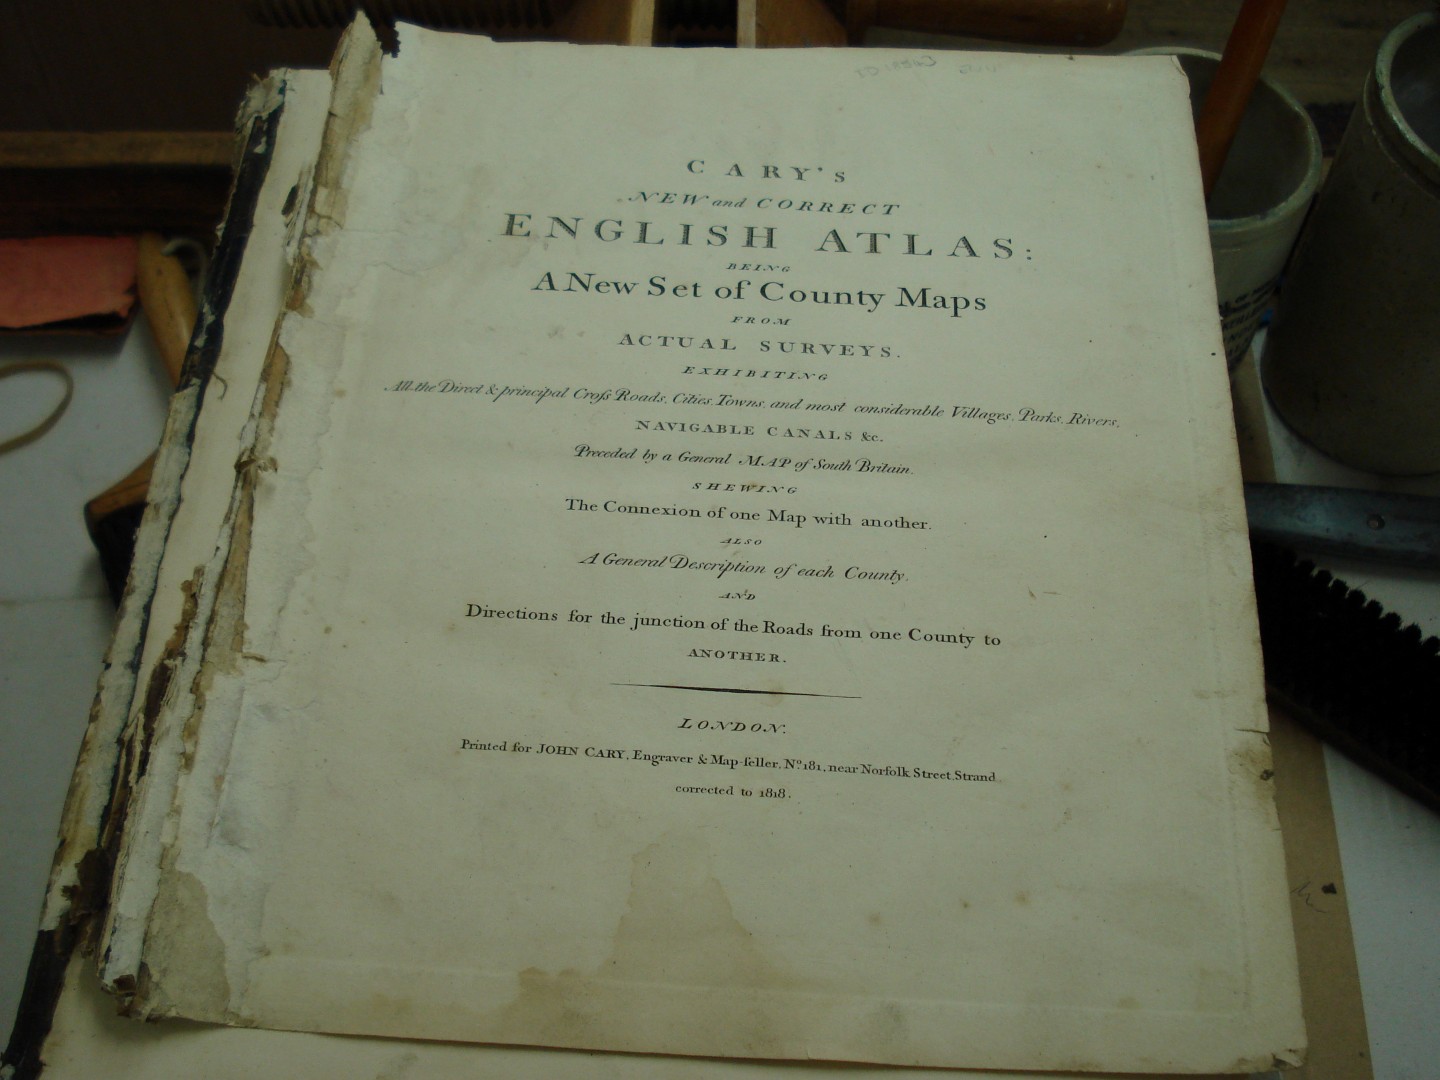 CARY'S
NEW and CORRECT
ENGLISH ATLAS:
BEING
A New Set of County Maps
FROM
ACTUAL SURVEYS.
EXHIBITING
All the Direct & principal Croſs Roads, Cities, Towns, and most considerable Villages, Parks, Rivers,
NAVIGABLE CANALS &c.
Preceded by a General MAP of South Britain.
SHEWING
The Connexion of one Map with another.
ALSO
A General Description of each County.
AND
Directions for the junction of the Roads from one County to
ANOTHER.
LONDON.
Printed for JOHN CARY, Engraver & Map-ſeller, Nº. 181, near Norfolk Street Strand
corrected to 1818.